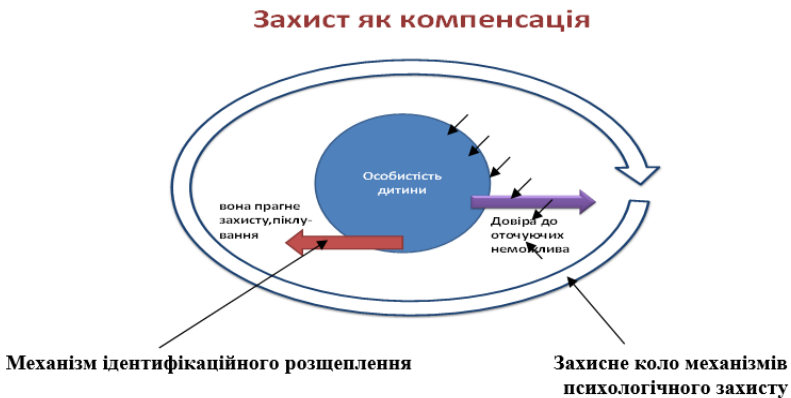 Захист як компенсація
Особистість
дитини
вона прагне
захисту,піклу-
вання
Довіра до
оточуючих
неможлива
Механізм ідентифікаційного розщеплення
Захисне коло механізмів
психологічного захисту